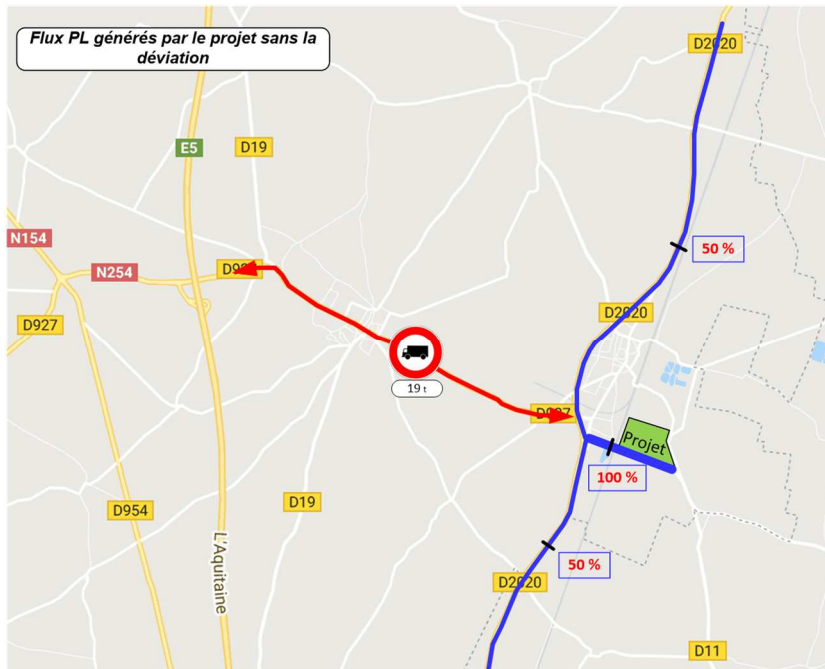 Flux PL générés par le projet sans la
déviation
D2020
E5
D19
N154
50 %
N254
D927
D2020
D927
19 t
D927
Projet
100 %
D19
D954
L'Aquitaine
50 %
D2020
D11